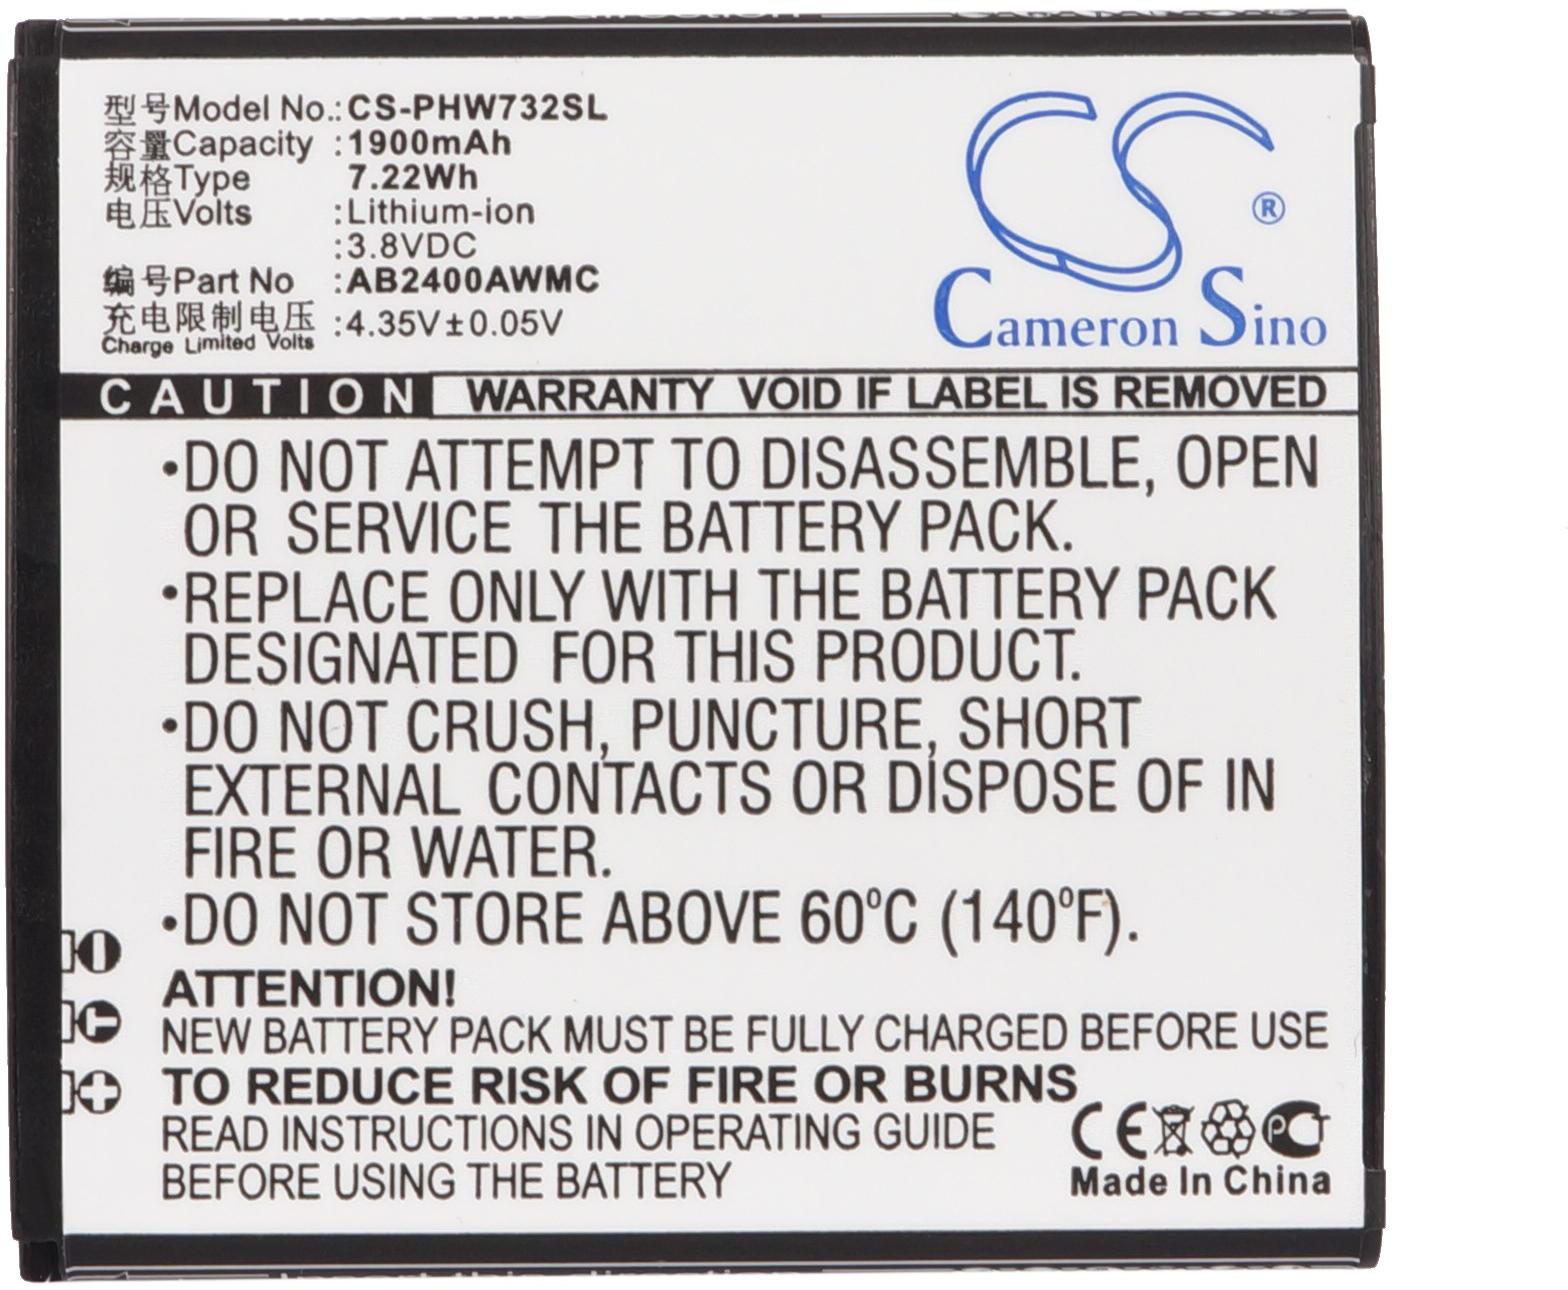 型号Model No.: CS-PHW732SL
容量Capacity :1900mAh
规格Type 7.22Wh
电压Volts :Lithium-ion
:3.8VDC
编号Part No :AB2400AWMC
充电限制电压 :4.35V±0.05V
Charge Limited Volts
CS ®
Cameron Sino
CAUTION WARRANTY VOID IF LABEL IS REMOVED
•DO NOT ATTEMPT TO DISASSEMBLE, OPEN
OR SERVICE THE BATTERY PACK.
•REPLACE ONLY WITH THE BATTERY PACK
DESIGNATED FOR THIS PRODUCT.
•DO NOT CRUSH, PUNCTURE, SHORT
EXTERNAL CONTACTS OR DISPOSE OF IN
FIRE OR WATER.
•DO NOT STORE ABOVE 60°C (140°F).
ATTENTION!
NEW BATTERY PACK MUST BE FULLY CHARGED BEFORE USE
TO REDUCE RISK OF FIRE OR BURNS
READ INSTRUCTIONS IN OPERATING GUIDE
BEFORE USING THE BATTERY
CE
Made In China